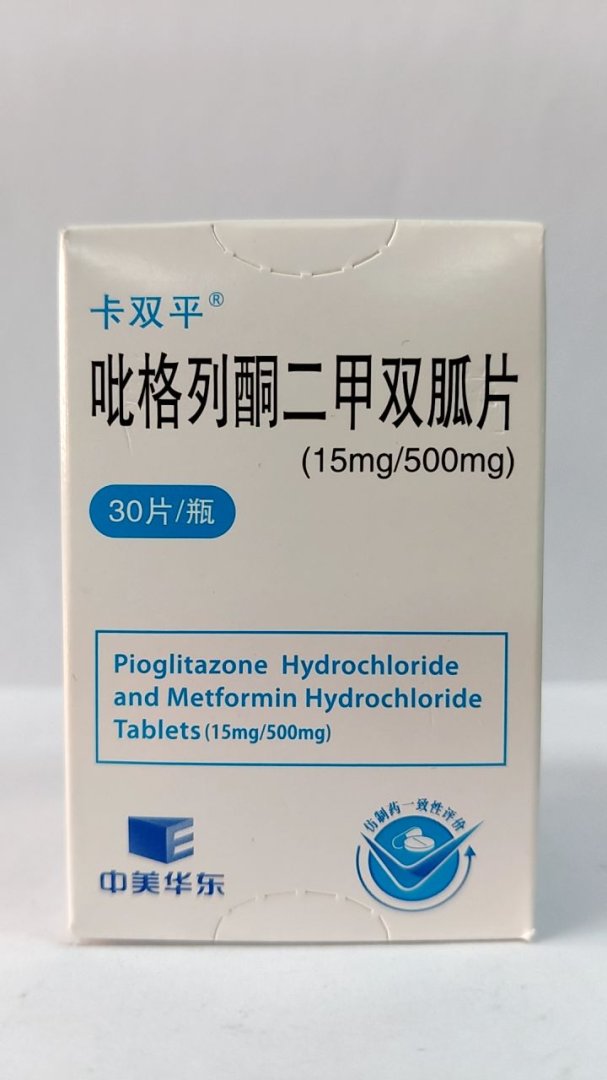 卡双平®
吡格列酮二甲双胍片
(15mg/500mg)
30片/瓶
Pioglitazone Hydrochloride
and Metformin Hydrochloride
Tablets (15mg/500mg)
仿制药一致性评价
中美华东